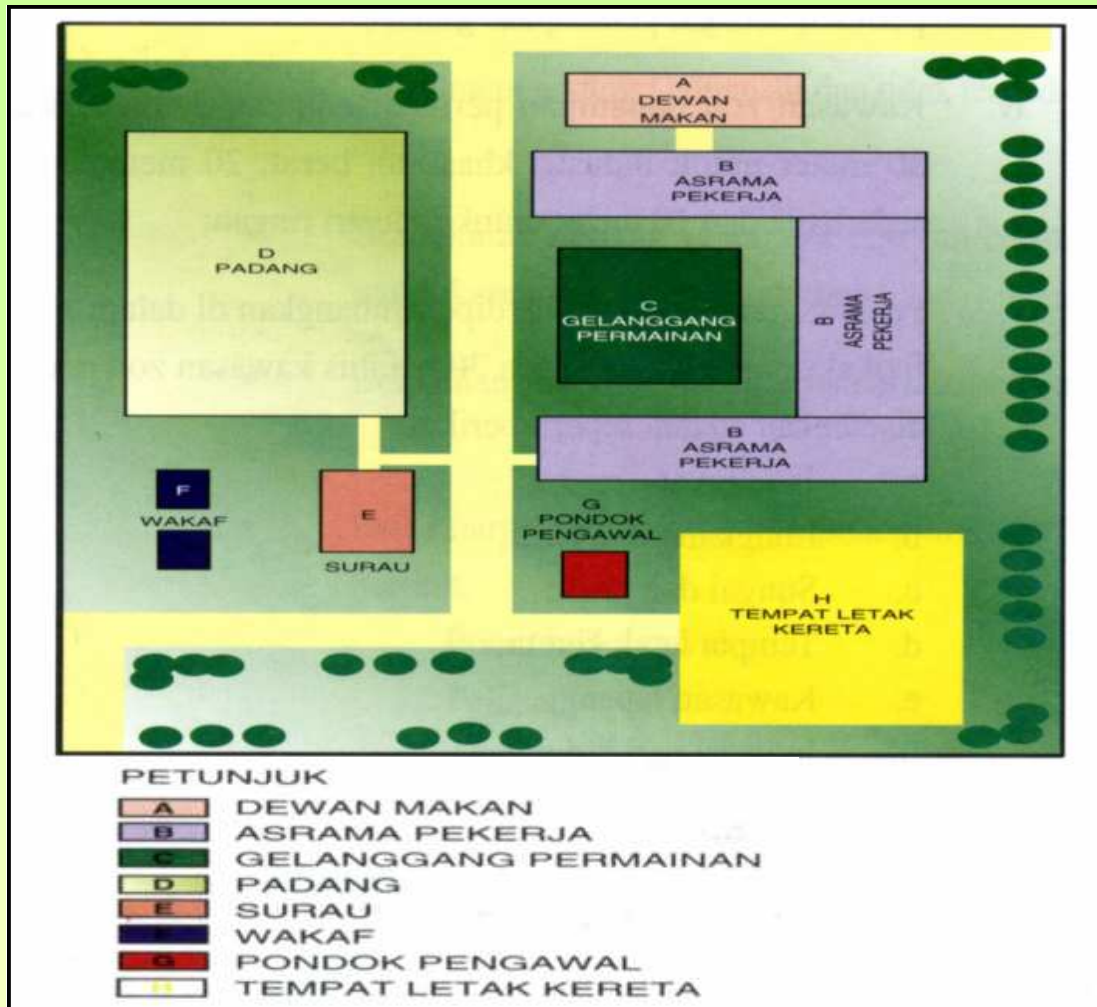 A
DEWAN
MAKAN
B
ASRAMA
PEKERJA
D
PADANG
C
GELANGGANG
PERMAINAN
B
ASRAMA
PEKERJA
B
ASRAMA
PEKERJA
F
WAKAF
E
SURAU
G
PONDOK
PENGAWAL
H
TEMPAT LETAK
KERETA
PETUNJUK
A DEWAN MAKAN
B ASRAMA PEKERJA
C GELANGGANG PERMAINAN
D PADANG
E SURAU
F WAKAF
G PONDOK PENGAWAL
H TEMPAT LETAK KERETA